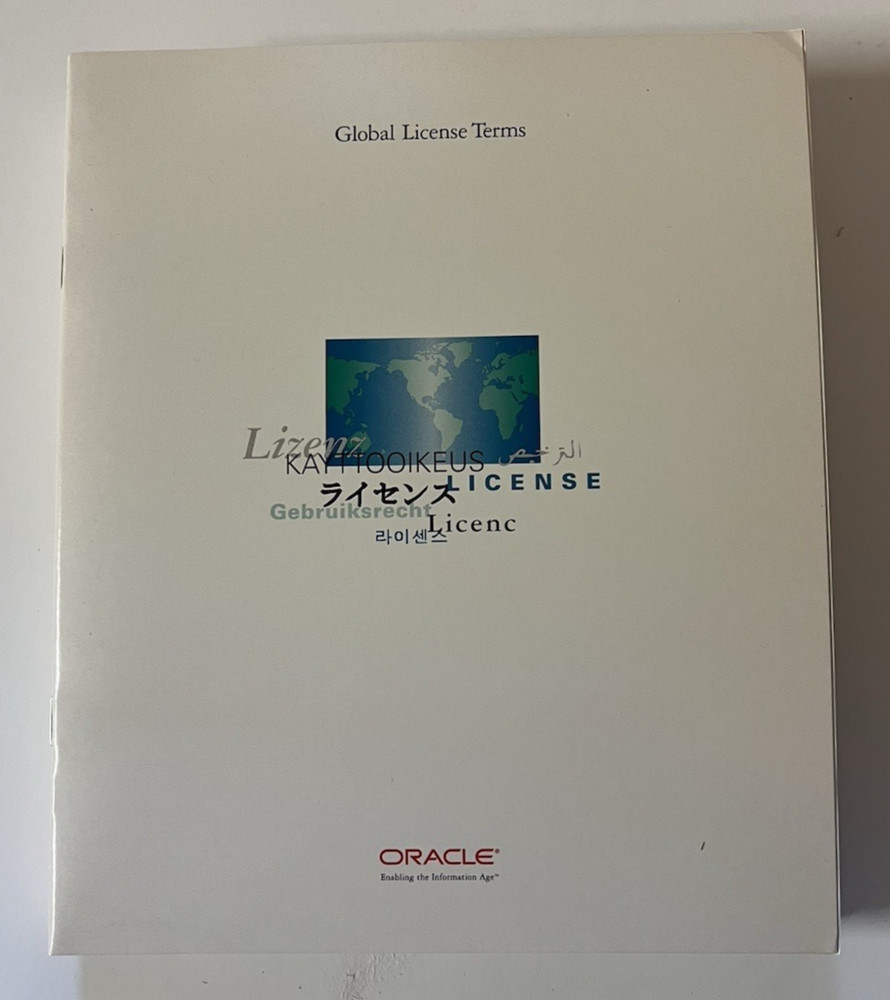 Global License Terms
Lizenz
KAYTTOOIKEUS
الترخيص
LICENSE
ライセンス
Gebruiksrecht
Licenc
라이센스
ORACLE®
Enabling the Information Age™